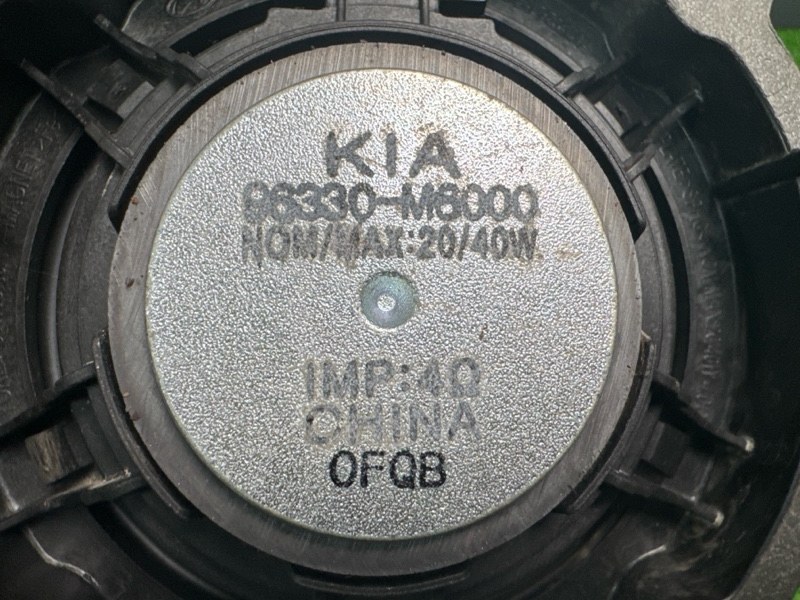 KIA
96330-M6000
NOM/MAX:20/40W
IMP:4Ω
CHINA
0FQB